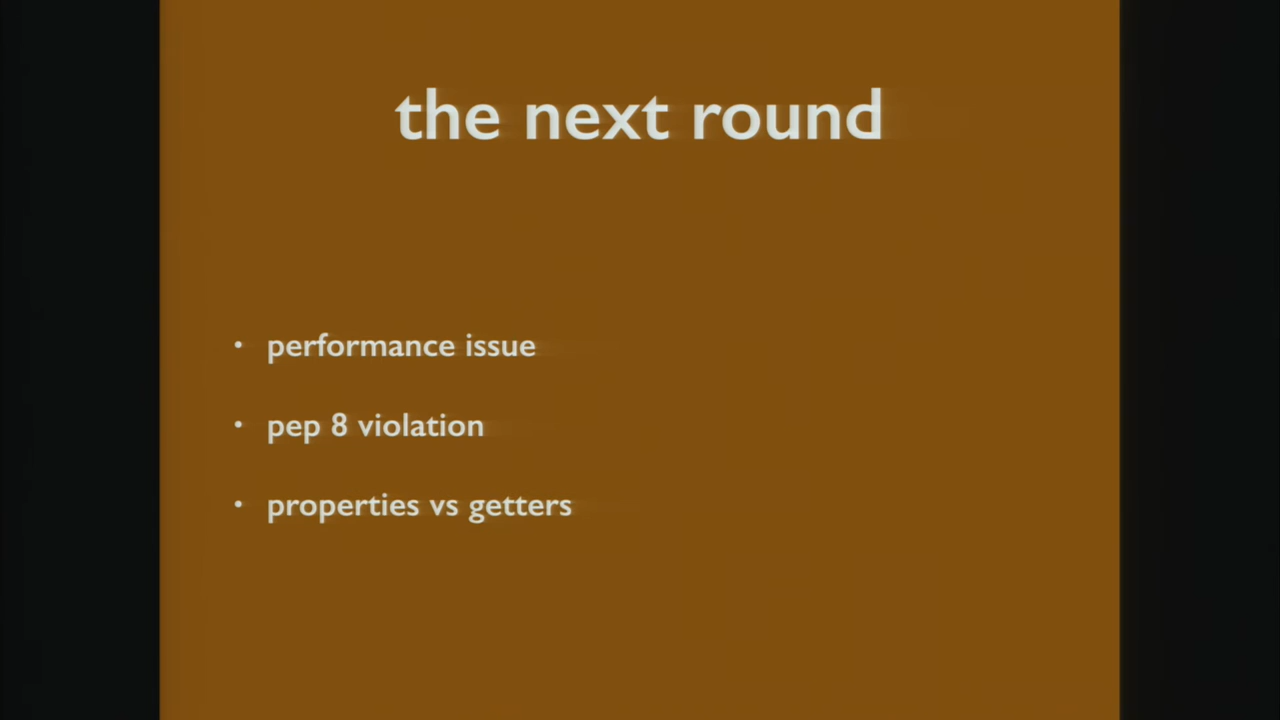 the next round
• performance issue
• pep 8 violation
• properties vs getters